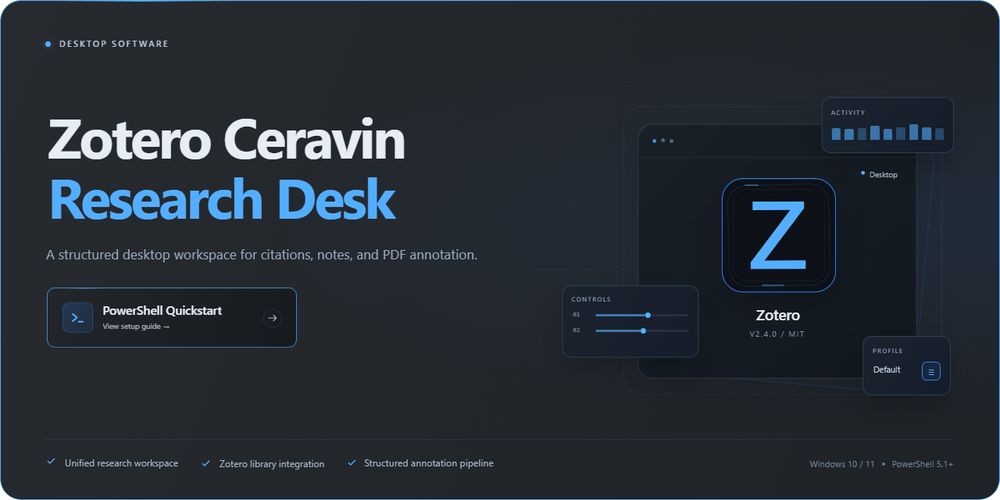 DESKTOP SOFTWARE
Zotero Ceravin
Research Desk
A structured desktop workspace for citations, notes, and PDF annotation.
PowerShell Quickstart
View setup guide →
ACTIVITY
Desktop
Z
CONTROLS
01
02
Zotero
V2.4.0 / MIT
PROFILE
Default
Unified research workspace
Zotero library integration
Structured annotation pipeline
Windows 10 / 11 • PowerShell 5.1+